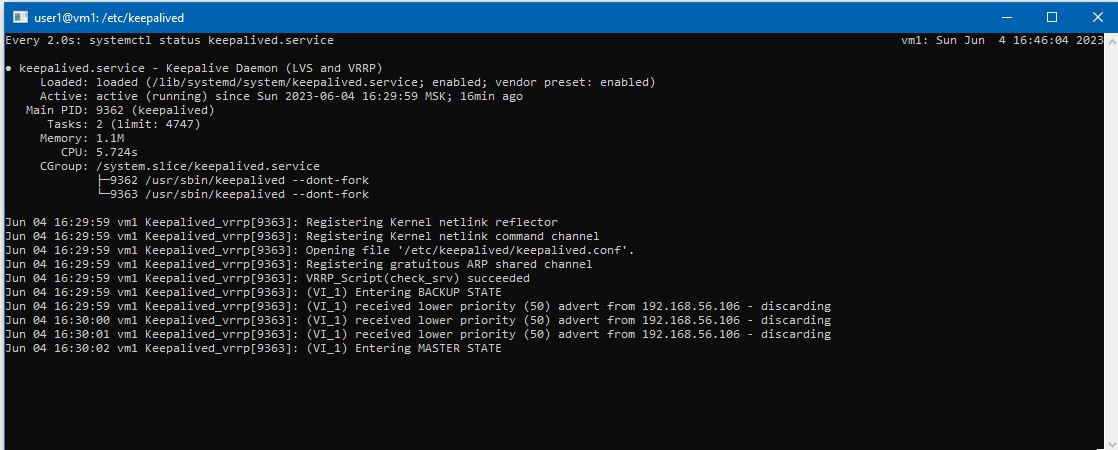 user1@vm1: /etc/keepalived
Every 2.0s: systemctl status keepalived.service vm1: Sun Jun  4 16:46:04 2023
● keepalived.service - Keepalive Daemon (LVS and VRRP)
Loaded: loaded (/lib/systemd/system/keepalived.service; enabled; vendor preset: enabled)
Active: active (running) since Sun 2023-06-04 16:29:59 MSK; 16min ago
Main PID: 9362 (keepalived)
Tasks: 2 (limit: 4747)
Memory: 1.1M
CPU: 5.724s
CGroup: /system.slice/keepalived.service
├─9362 /usr/sbin/keepalived --dont-fork
└─9363 /usr/sbin/keepalived --dont-fork
Jun 04 16:29:59 vm1 Keepalived_vrrp[9363]: Registering Kernel netlink reflector
Jun 04 16:29:59 vm1 Keepalived_vrrp[9363]: Registering Kernel netlink command channel
Jun 04 16:29:59 vm1 Keepalived_vrrp[9363]: Opening file '/etc/keepalived/keepalived.conf'.
Jun 04 16:29:59 vm1 Keepalived_vrrp[9363]: Registering gratuitous ARP shared channel
Jun 04 16:29:59 vm1 Keepalived_vrrp[9363]: VRRP_Script(check_srv) succeeded
Jun 04 16:29:59 vm1 Keepalived_vrrp[9363]: (VI_1) Entering BACKUP STATE
Jun 04 16:29:59 vm1 Keepalived_vrrp[9363]: (VI_1) received lower priority (50) advert from 192.168.56.106 - discarding
Jun 04 16:30:00 vm1 Keepalived_vrrp[9363]: (VI_1) received lower priority (50) advert from 192.168.56.106 - discarding
Jun 04 16:30:01 vm1 Keepalived_vrrp[9363]: (VI_1) received lower priority (50) advert from 192.168.56.106 - discarding
Jun 04 16:30:02 vm1 Keepalived_vrrp[9363]: (VI_1) Entering MASTER STATE